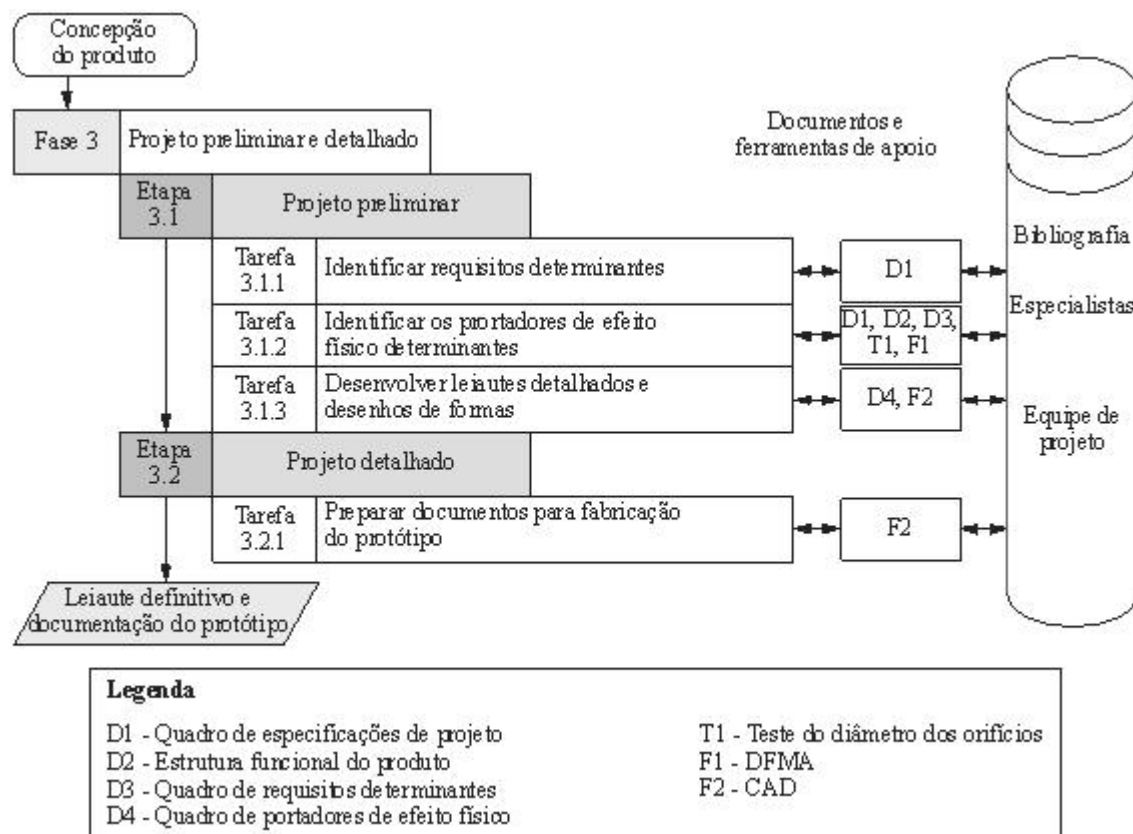 Concepção
do produto
Fase 3
Projeto preliminar e detalhado
Documentos e
ferramentas de apoio
Etapa
3.1
Projeto preliminar
Bibliografia
Tarefa
3.1.1
Identificar requisitos determinantes
D1
Tarefa
3.1.2
Identificar os prortadores de efeito
físico determinantes
D1, D2, D3,
T1, F1
Especialistas
Tarefa
3.1.3
Desenvolver leiautes detalhados e
desenhos de formas
D4, F2
Equipe de
projeto
Etapa
3.2
Projeto detalhado
Tarefa
3.2.1
Preparar documentos para fabricação
do protótipo
F2
Leiaute definitivo e
documentação do protótipo
Legenda
D1 - Quadro de especificações de projeto
D2 - Estrutura funcional do produto
D3 - Quadro de requisitos determinantes
D4 - Quadro de portadores de efeito físico
T1 - Teste do diâmetro dos orifícios
F1 - DFMA
F2 - CAD